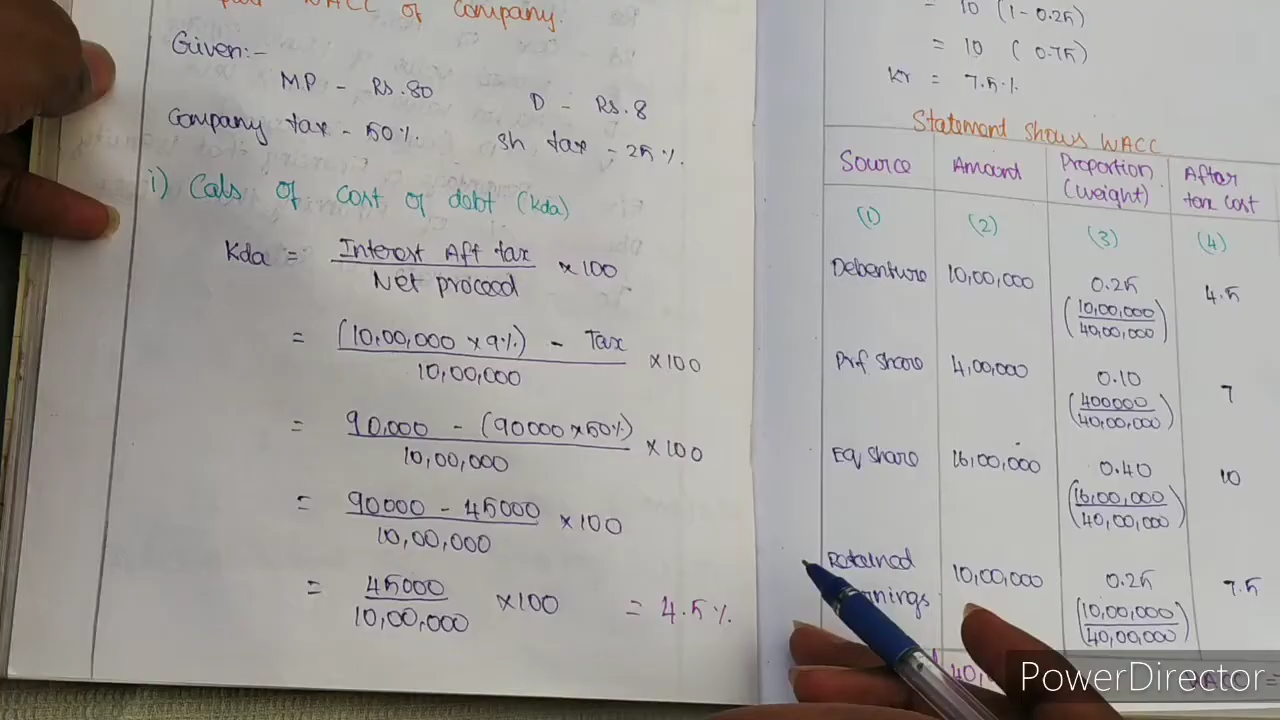 WACC of Company.
Given:-
M.P - Rs.80 D - Rs.8
Company tax - 50%. Sh tax - 25%.
i) Cals of cost of debt (Kda)
Kda = Interest Aft tax / Net proceed × 100
= (10,00,000 × 9%) - Tax / 10,00,000 × 100
= 90,000 - (90000 × 50%) / 10,00,000 × 100
= 90000 - 45000 / 10,00,000 × 100
= 45000 / 10,00,000 × 100 = 4.5%
= 10 (1-0.25)
= 10 (0.75)
Kr = 7.5%
Statement shows WACC
Source Amount Proportion (weight) After tax cost
(1) (2) (3) (4)
Debenture 10,00,000 0.25 4.5
(10,00,000 / 40,00,000)
Prf share 4,00,000 0.10 7
(400000 / 40,00,000)
Eq share 16,00,000 0.40 10
(16,00,000 / 40,00,000)
Retained 10,00,000 0.25 7.5
(10,00,000 / 40,00,000)
PowerDirector